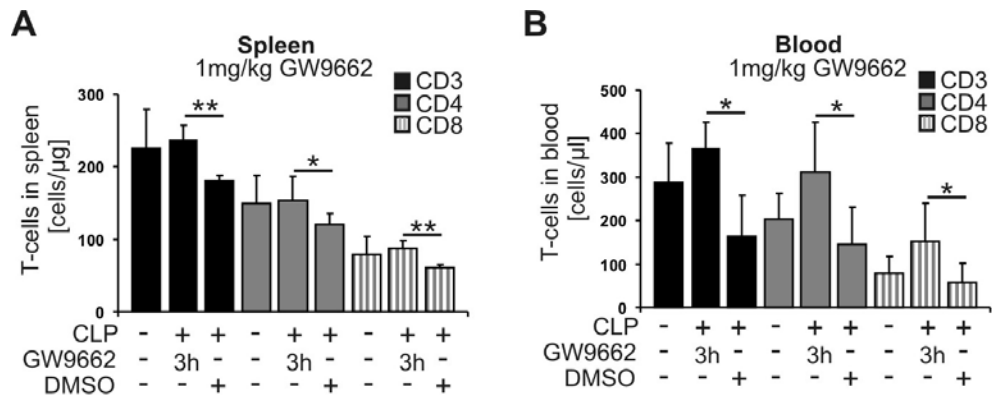 A
Spleen
1mg/kg GW9662
CD3
CD4
CD8
T-cells in spleen
[cells/µg]
300
200
100
0
**
*
**
CLP - + + - + + - + +
GW9662 - 3h - - 3h - - 3h -
DMSO - - + - - + - - +
B
Blood
1mg/kg GW9662
CD3
CD4
CD8
T-cells in blood
[cells/µl]
500
400
300
200
100
0
*
*
*
CLP - + + - + + - + +
GW9662 - 3h - - 3h - - 3h -
DMSO - - + - - + - - +